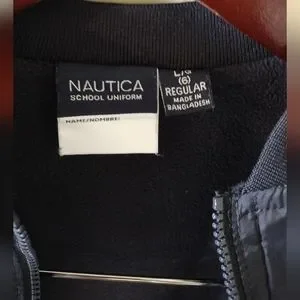 NAUTICA
SCHOOL UNIFORM
NAME/NOMBRE:
L/G
(6)
REGULAR
MADE IN
BANGLADESH